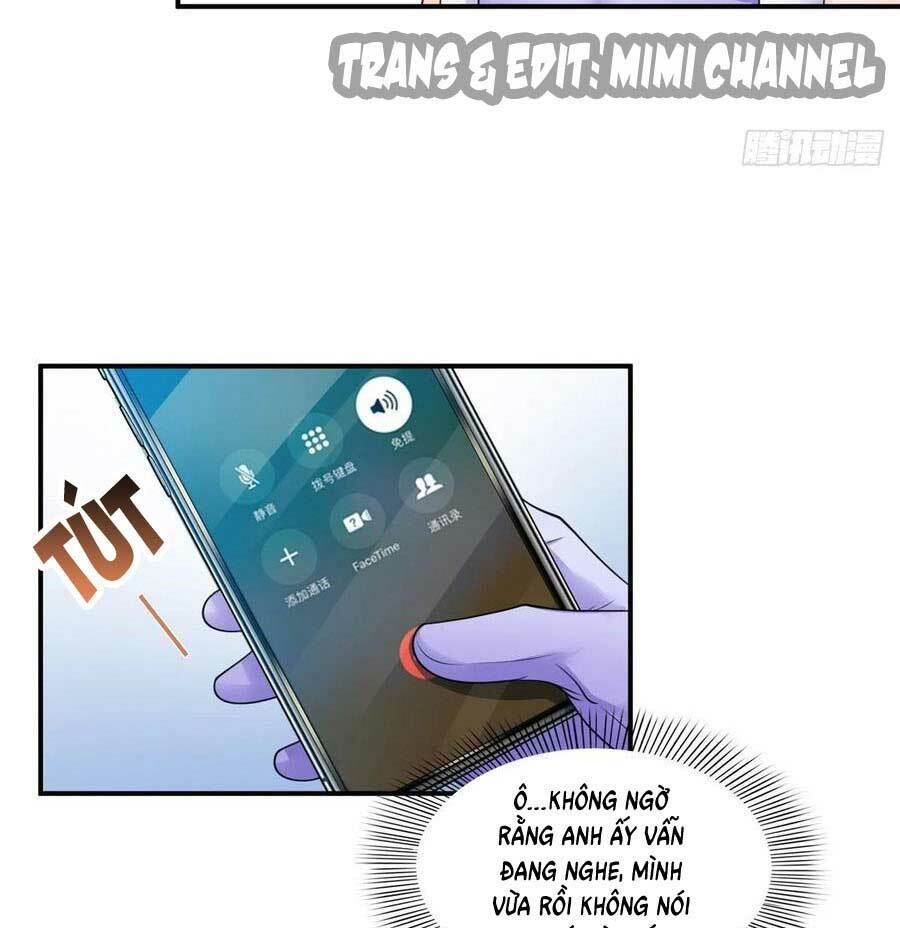 TRANS & EDIT: MIMI CHANNEL
腾讯动漫
免提
拨号键盘
静音
通讯录
FaceTime
添加通话
TÚT
Ô...KHÔNG NGỜ
RẰNG ANH ẤY VẪN
ĐANG NGHE, MÌNH
VỪA RỒI KHÔNG NÓI